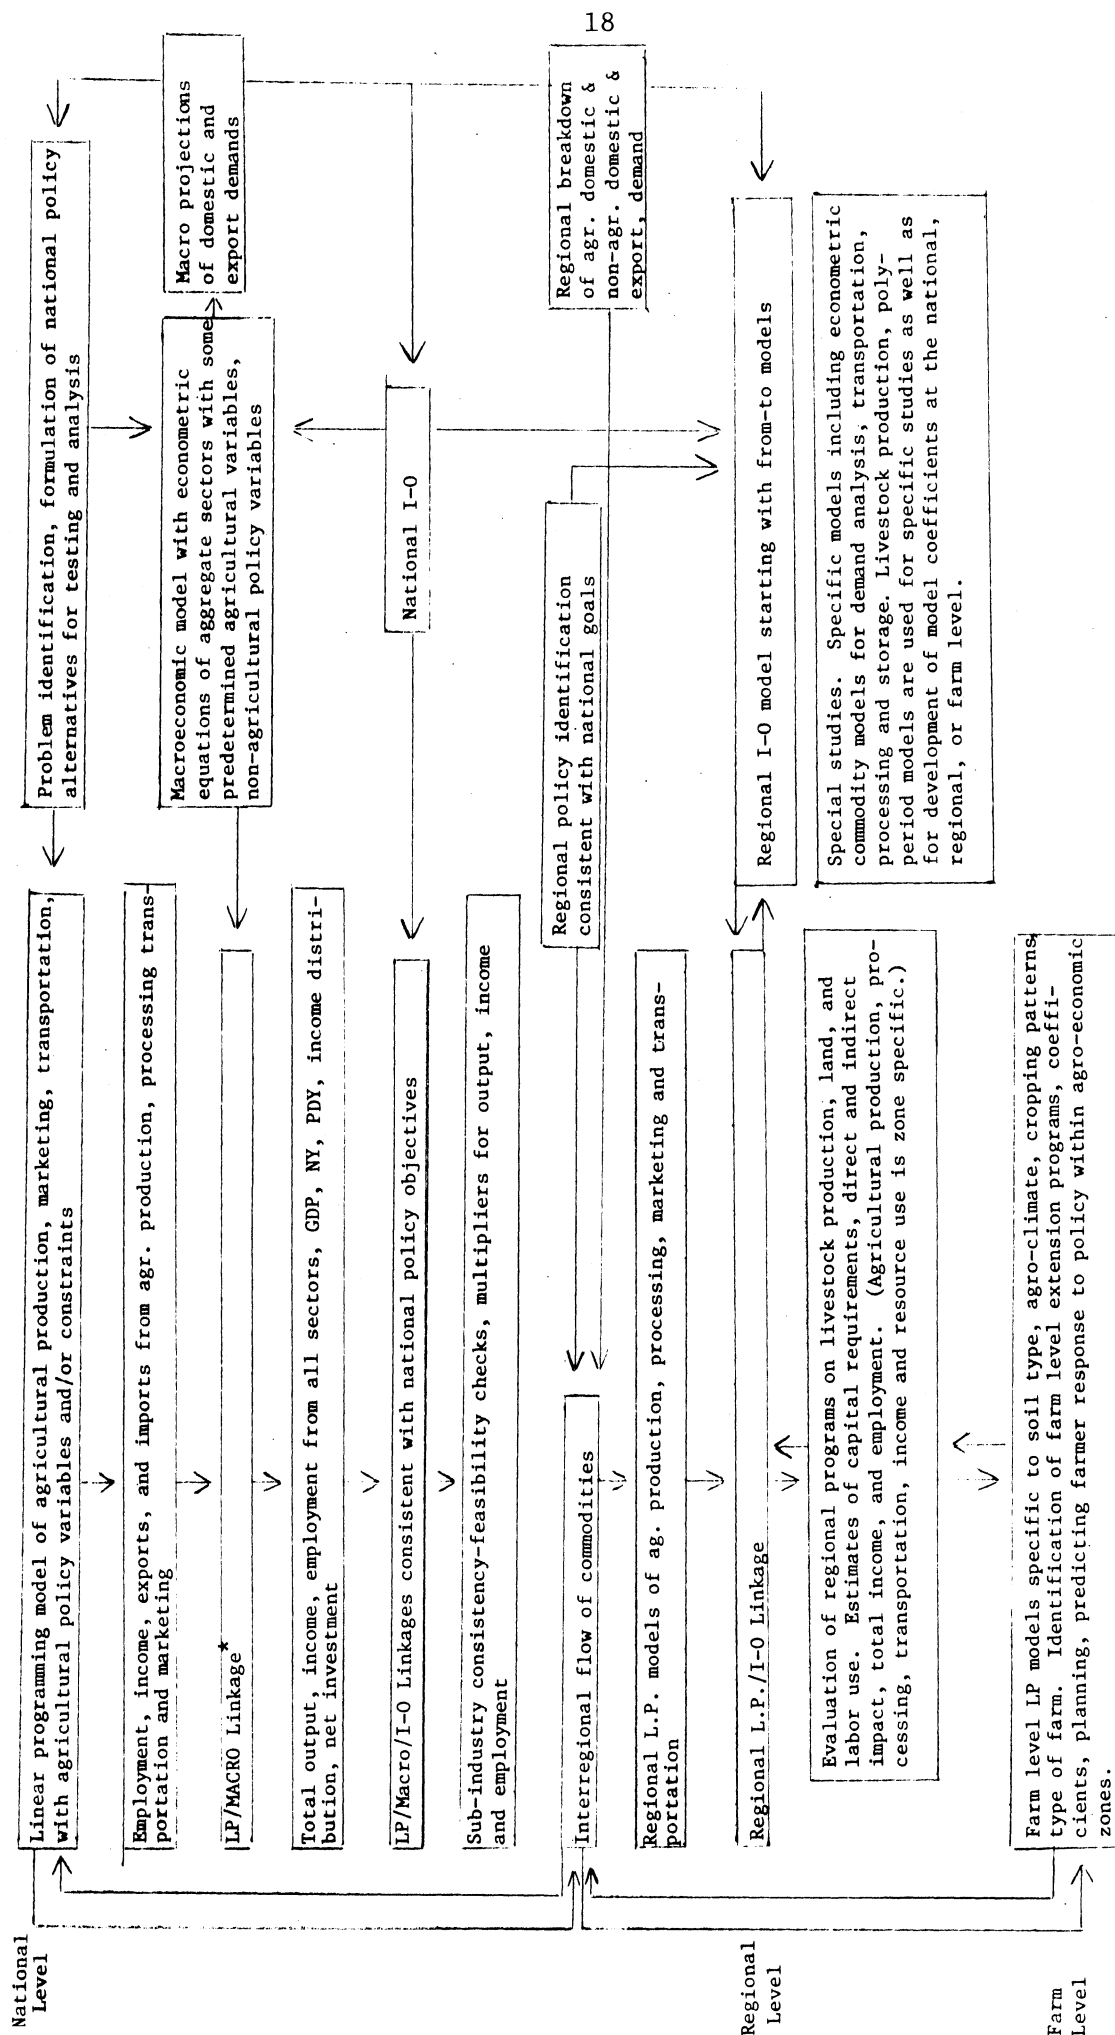 18
National
Level
Linear programming model of agricultural production, marketing, transportation,
with agricultural policy variables and/or constraints
Problem identification, formulation of national policy
alternatives for testing and analysis
Employment, income, exports, and imports from agr. production, processing trans-
portation and marketing
Macroeconomic model with econometric
equations of aggregate sectors with some
predetermined agricultural variables,
non-agricultural policy variables
Macro projections
of domestic and
export demands
LP/MACRO Linkage*
Total output, income, employment from all sectors, GDP, NY, PDY, income distri-
bution, net investment
LP/Macro/I-O Linkages consistent with national policy objectives
National I-O
Sub-industry consistency-feasibility checks, multipliers for output, income
and employment
Regional policy identification
consistent with national goals
Regional breakdown
of agr. domestic &
non-agr. domestic &
export, demand
Interregional flow of commodities
Regional L.P. models of ag. production, processing, marketing and trans-
portation
Regional
Level
Regional L.P./I-O Linkage
Regional I-O model starting with from-to models
Evaluation of regional programs on livestock production, land, and
labor use. Estimates of capital requirements, direct and indirect
impact, total income, and employment. (Agricultural production, pro-
cessing, transportation, income and resource use is zone specific.)
Special studies. Specific models including econometric
commodity models for demand analysis, transportation,
processing and storage. Livestock production, poly-
period models are used for specific studies as well as
for development of model coefficients at the national,
regional, or farm level.
Farm
Level
Farm level LP models specific to soil type, agro-climate, cropping patterns,
type of farm. Identification of farm level extension programs, coeffi-
cients, planning, predicting farmer response to policy within agro-economic
zones.